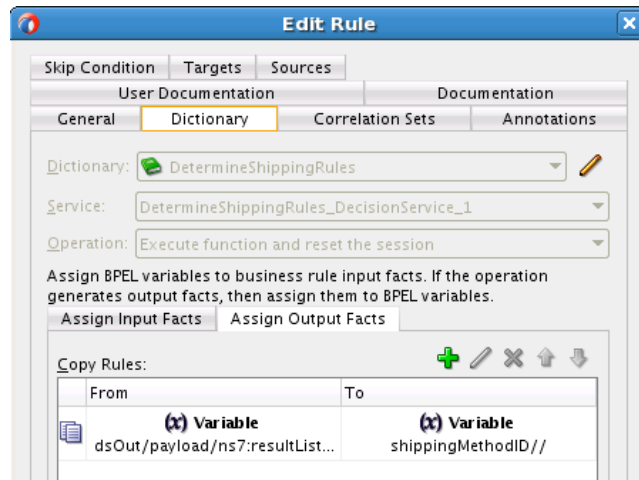 Edit Rule
Skip Condition Targets Sources
User Documentation Documentation
General Dictionary Correlation Sets Annotations
Dictionary: DetermineShippingRules
Service: DetermineShippingRules_DecisionService_1
Operation: Execute function and reset the session
Assign BPEL variables to business rule input facts. If the operation
generates output facts, then assign them to BPEL variables.
Assign Input Facts Assign Output Facts
Copy Rules:
From To
(x) Variable (x) Variable
dsOut/payload/ns7:resultList... shippingMethodID//